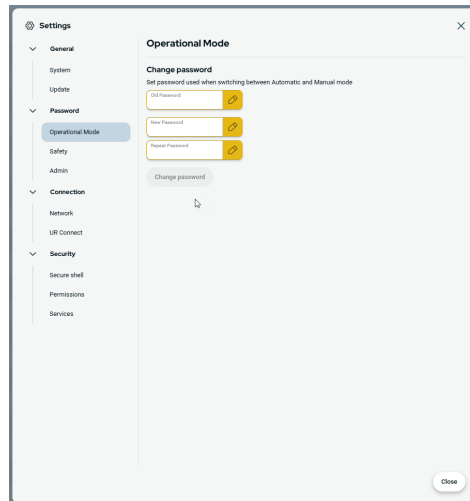 Settings
General
System
Update
Password
Operational Mode
Safety
Admin
Connection
Network
UR Connect
Security
Secure shell
Permissions
Services
Operational Mode
Change password
Set password used when switching between Automatic and Manual mode
Old Password
New Password
Repeat Password
Change password
Close